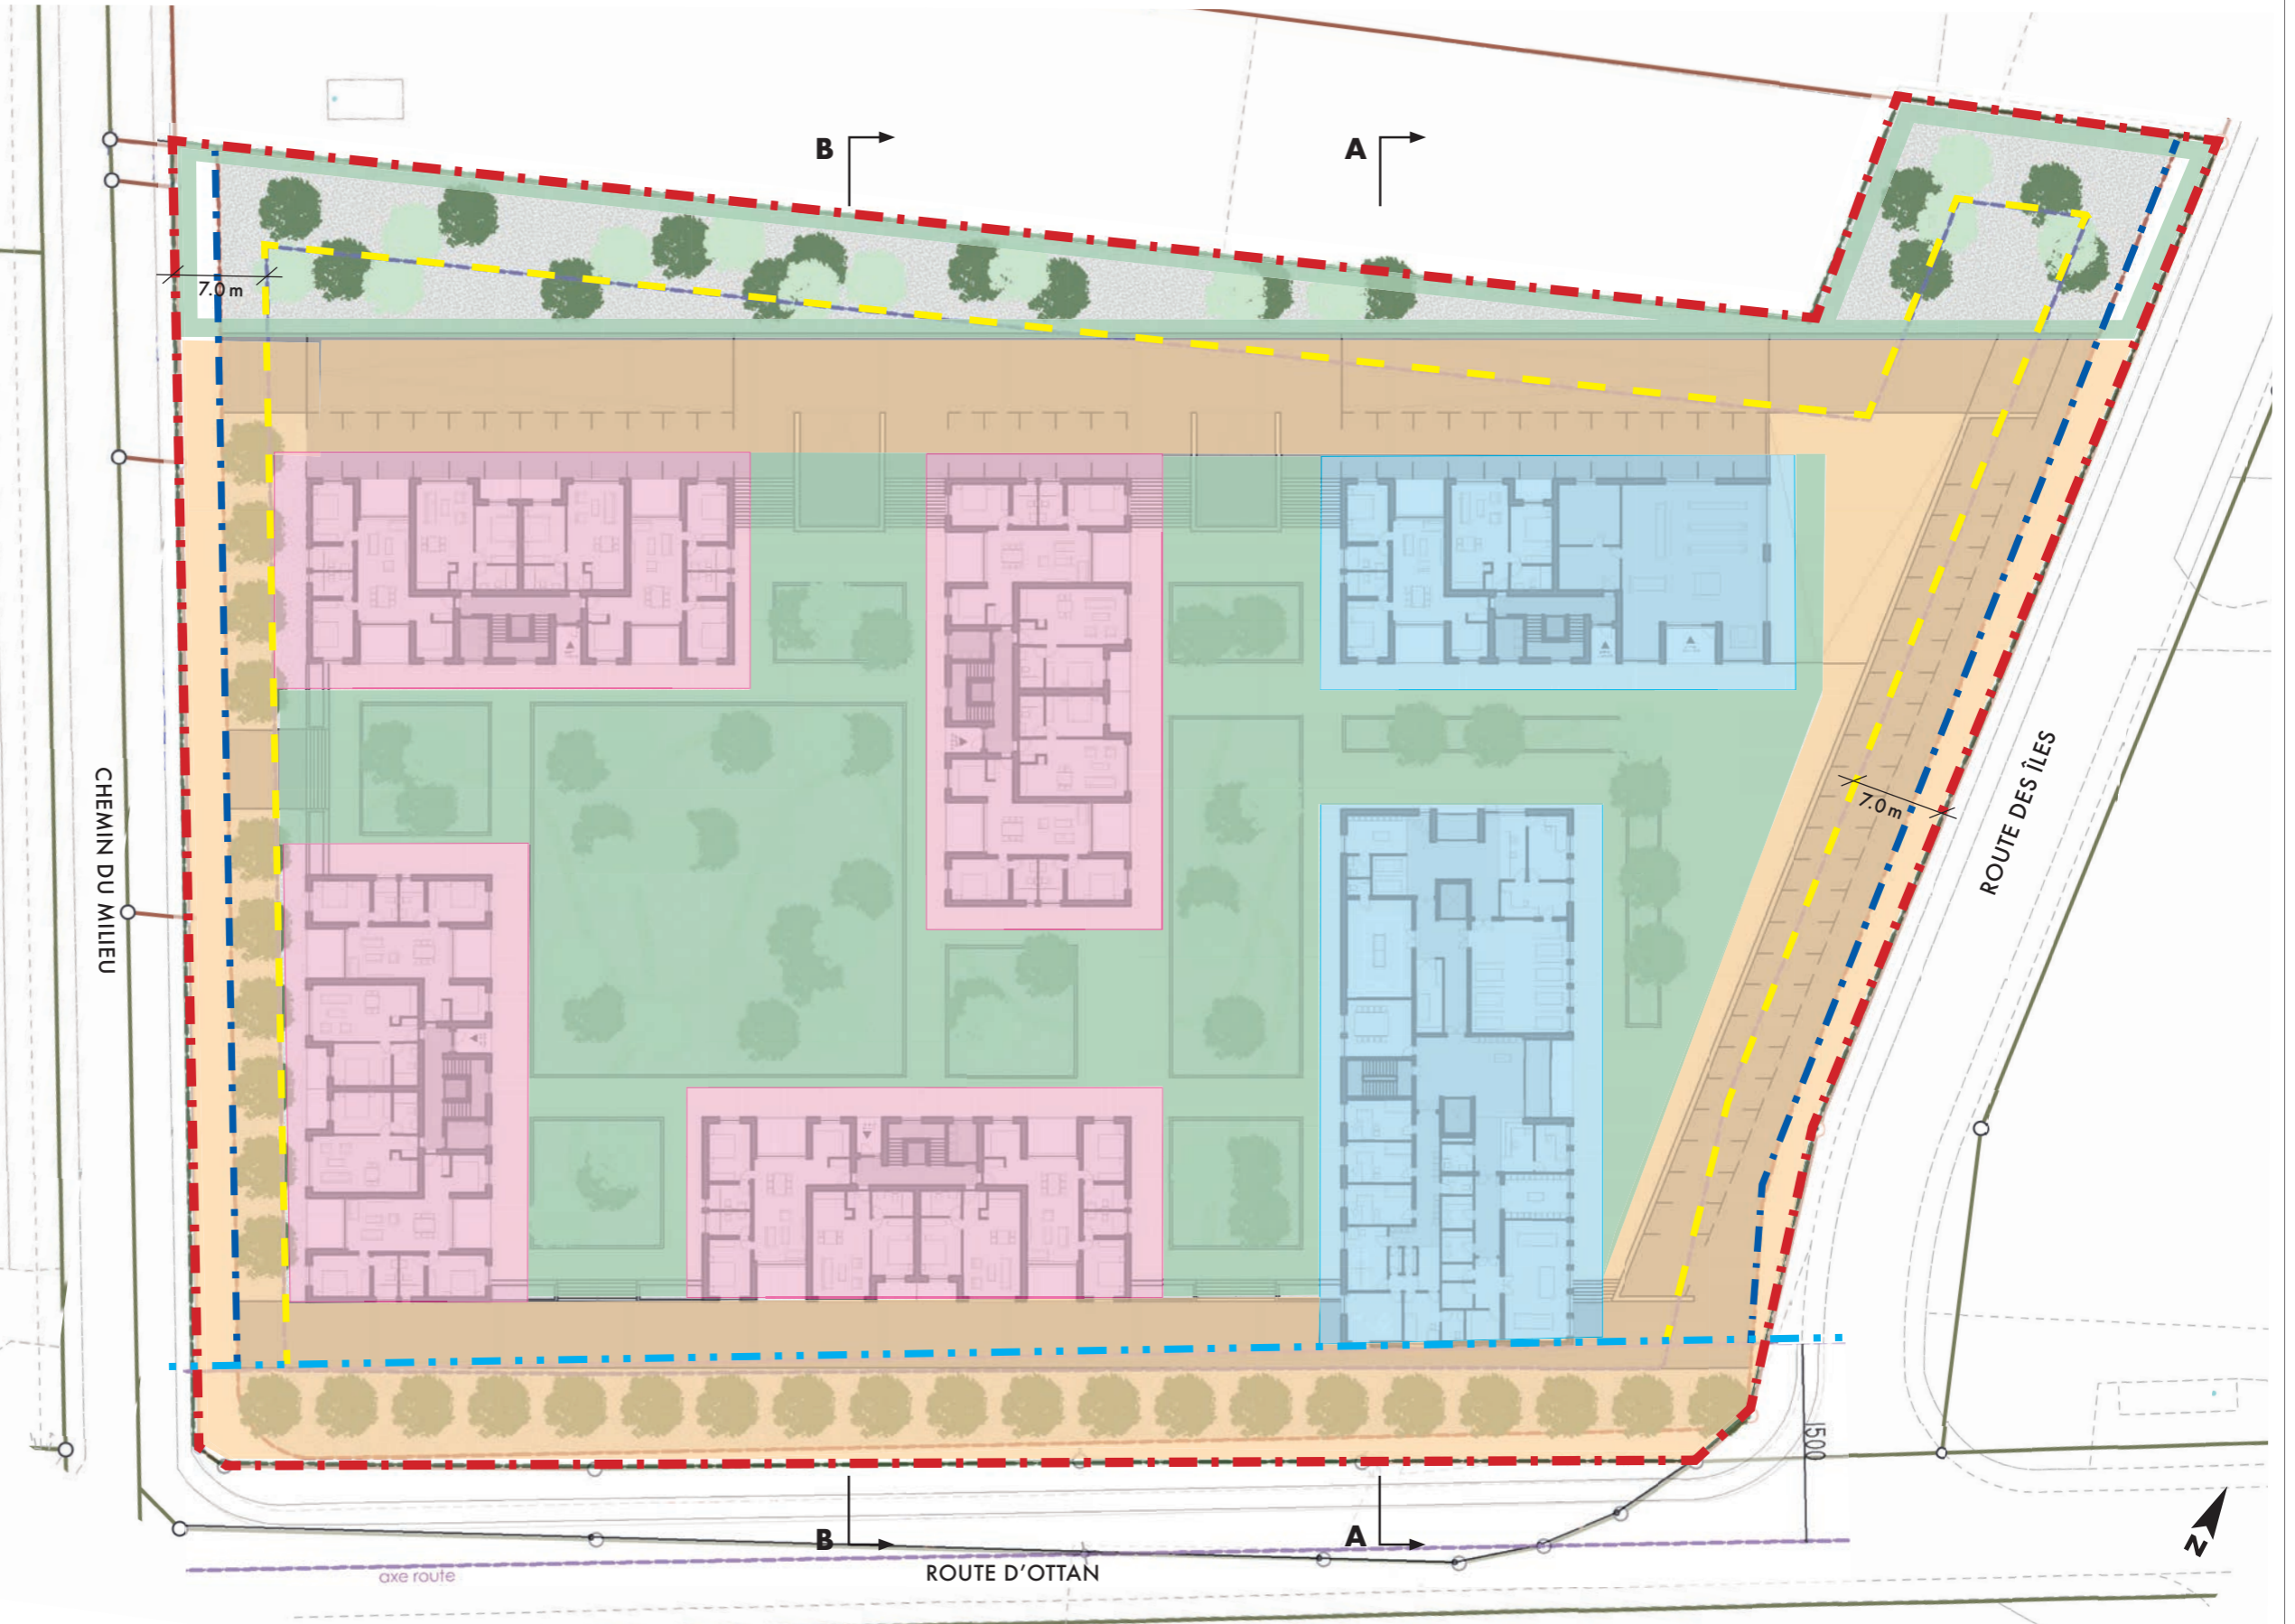 B
A
7.0 m
CHEMIN DU MILIEU
7.0 m
ROUTE DES ÎLES
1500
B
A
N
ROUTE D'OTTAN
axe route